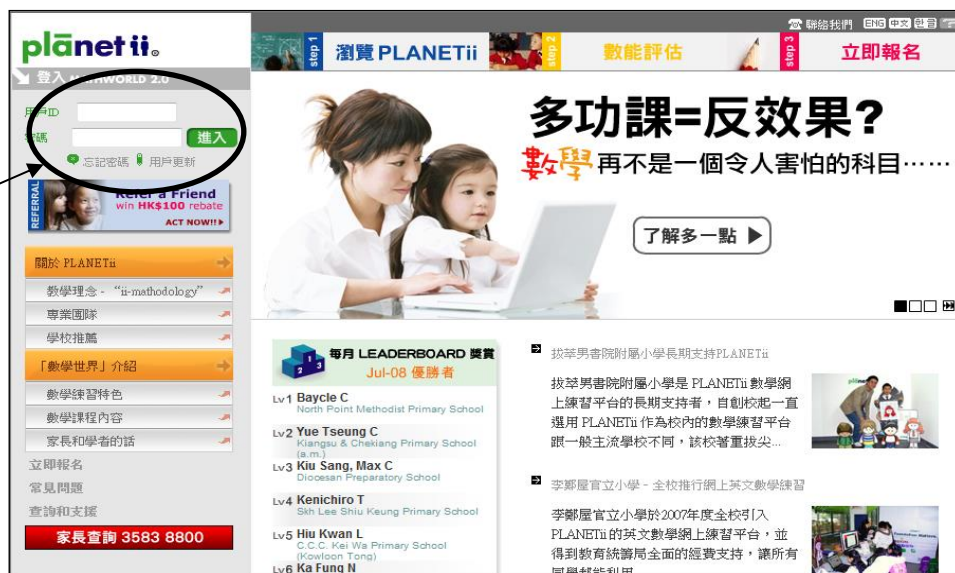 plānet ii®
聯絡我們 ENG 中文 한글
step 1 瀏覽 PLANETii step 2 數能評估 step 3 立即報名
登入 MATHWORLD 2.0
用戶ID
密碼 進入
忘記密碼 用戶更新
REFERRAL
Refer a Friend
win HK$100 rebate
ACT NOW!!
關於 PLANETii
教學理念 - “ii-mathodology”
專業團隊
學校推薦
「數學世界」介紹
數學練習特色
數學課程內容
家長和學者的話
立即報名
常見問題
查詢和支援
家長查詢 3583 8800
多功課=反效果?
數學再不是一個令人害怕的科目……
了解多一點
每月 LEADERBOARD 獎賞
Jul-08 優勝者
Lv1 Baycle C
North Point Methodist Primary School
Lv2 Yue Tseung C
Kiangsu & Chekiang Primary School
(a.m.)
Lv3 Kiu Sang, Max C
Diocesan Preparatory School
Lv4 Kenichiro T
Skh Lee Shiu Keung Primary School
Lv5 Hiu Kwan L
C.C.C. Kei Wa Primary School
(Kowloon Tong)
Lv6 Ka Fung N
拔萃男書院附屬小學長期支持PLANETii
拔萃男書院附屬小學是 PLANETii 數學網
上練習平台的長期支持者，自創校起一直
選用 PLANETii 作為校內的數學練習平台
跟一般主流學校不同，該校著重拔尖...
李鄭屋官立小學 - 全校推行網上英文數學練習
李鄭屋官立小學於2007年度全校引入
PLANETii 的英文數學網上練習平台，並
得到教育統籌局全面的經費支持，讓所有
同學都能利用